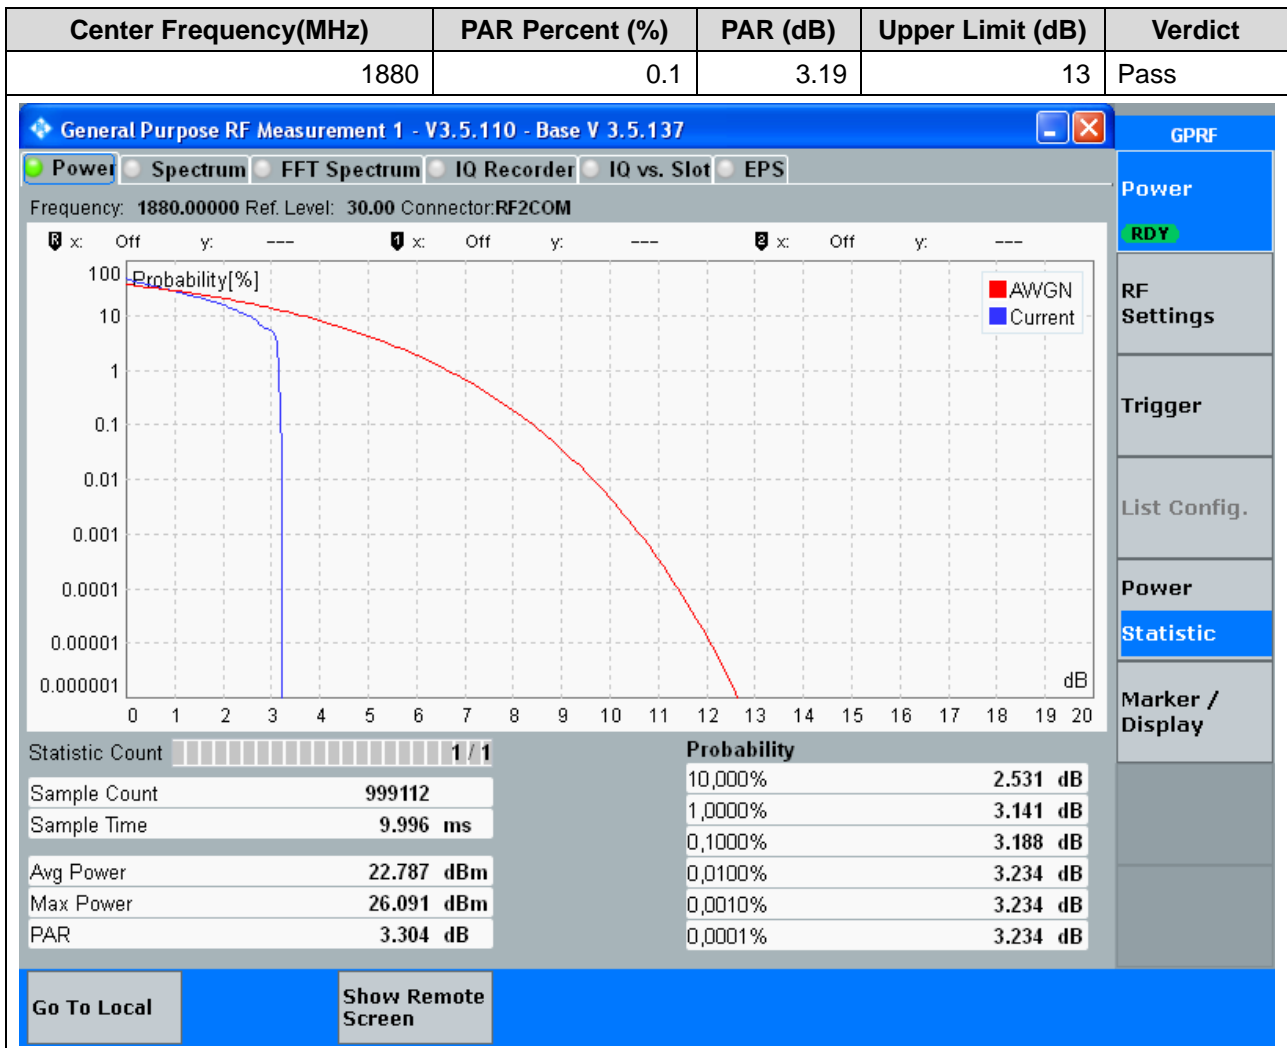 Center Frequency(MHz) PAR Percent (%) PAR (dB) Upper Limit (dB) Verdict
1880 0.1 3.19 13 Pass
General Purpose RF Measurement 1 - V3.5.110 - Base V 3.5.137
GPRF
Power Spectrum FFT Spectrum IQ Recorder IQ vs. Slot EPS
Power
RDY
Frequency: 1880.00000 Ref. Level: 30.00 Connector:RF2COM
R x: Off y: --- 1 x: Off y: --- 2 x: Off y: ---
Probability[%]
AWGN
Current
100
10
1
0.1
0.01
0.001
0.0001
0.00001
0.000001
dB
0 1 2 3 4 5 6 7 8 9 10 11 12 13 14 15 16 17 18 19 20
RF
Settings
Trigger
List Config.
Power
Statistic
Marker /
Display
Statistic Count 1 / 1
Sample Count 999112
Sample Time 9.996 ms
Avg Power 22.787 dBm
Max Power 26.091 dBm
PAR 3.304 dB
Probability
10,000% 2.531 dB
1,0000% 3.141 dB
0,1000% 3.188 dB
0,0100% 3.234 dB
0,0010% 3.234 dB
0,0001% 3.234 dB
Go To Local
Show Remote
Screen